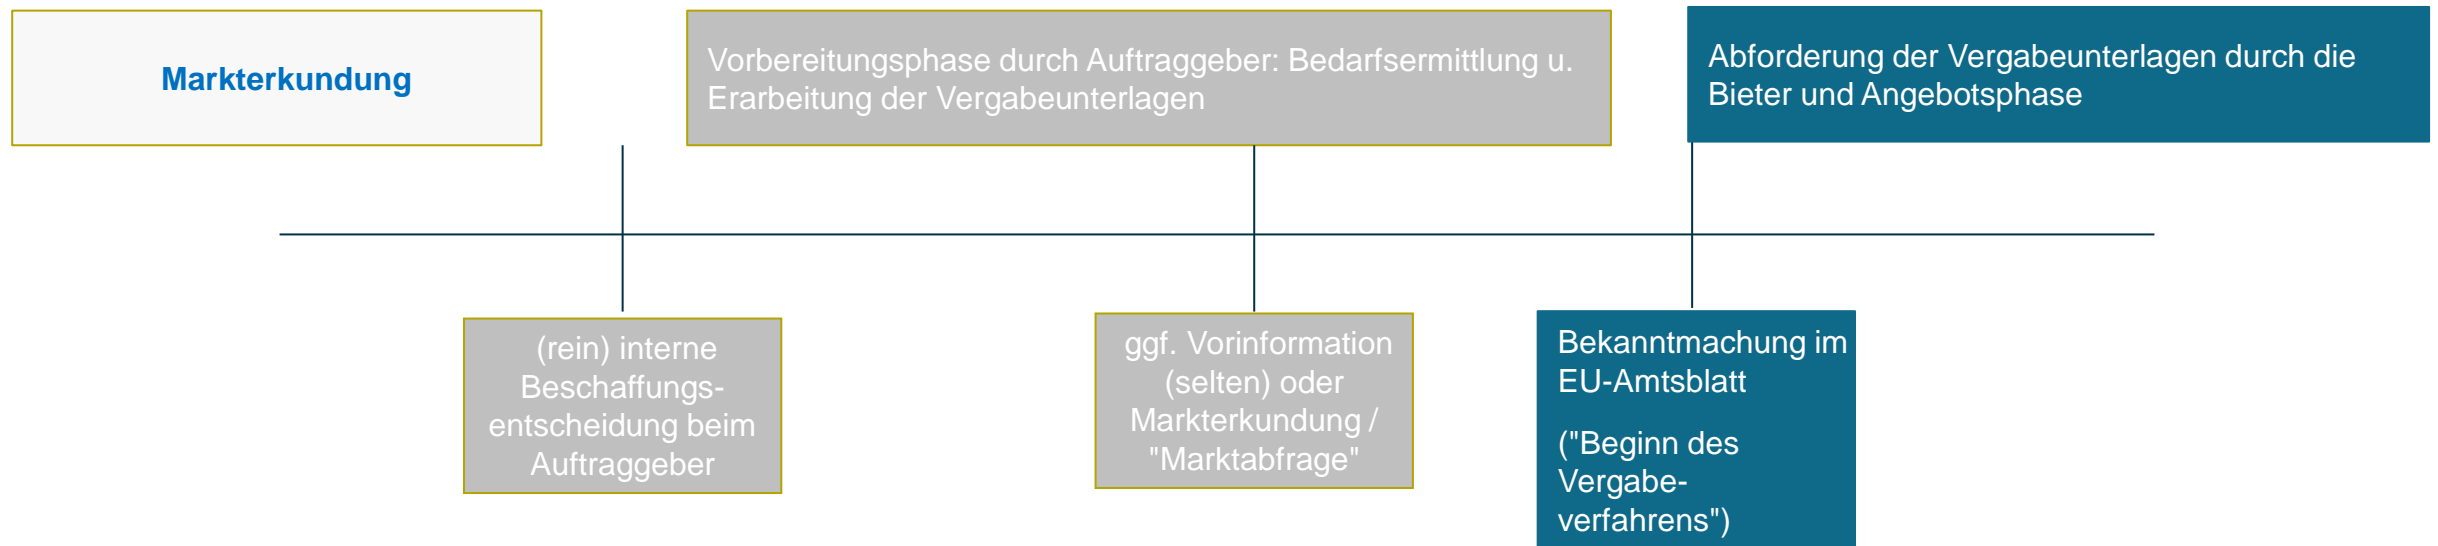 Markterkundung
Vorbereitungsphase durch Auftraggeber: Bedarfsermittlung u.
Erarbeitung der Vergabeunterlagen
Abforderung der Vergabeunterlagen durch die
Bieter und Angebotsphase
(rein) interne
Beschaffungs-
entscheidung beim
Auftraggeber
ggf. Vorinformation
(selten) oder
Markterkundung /
"Marktabfrage"
Bekanntmachung im
EU-Amtsblatt
("Beginn des
Vergabe-
verfahrens")